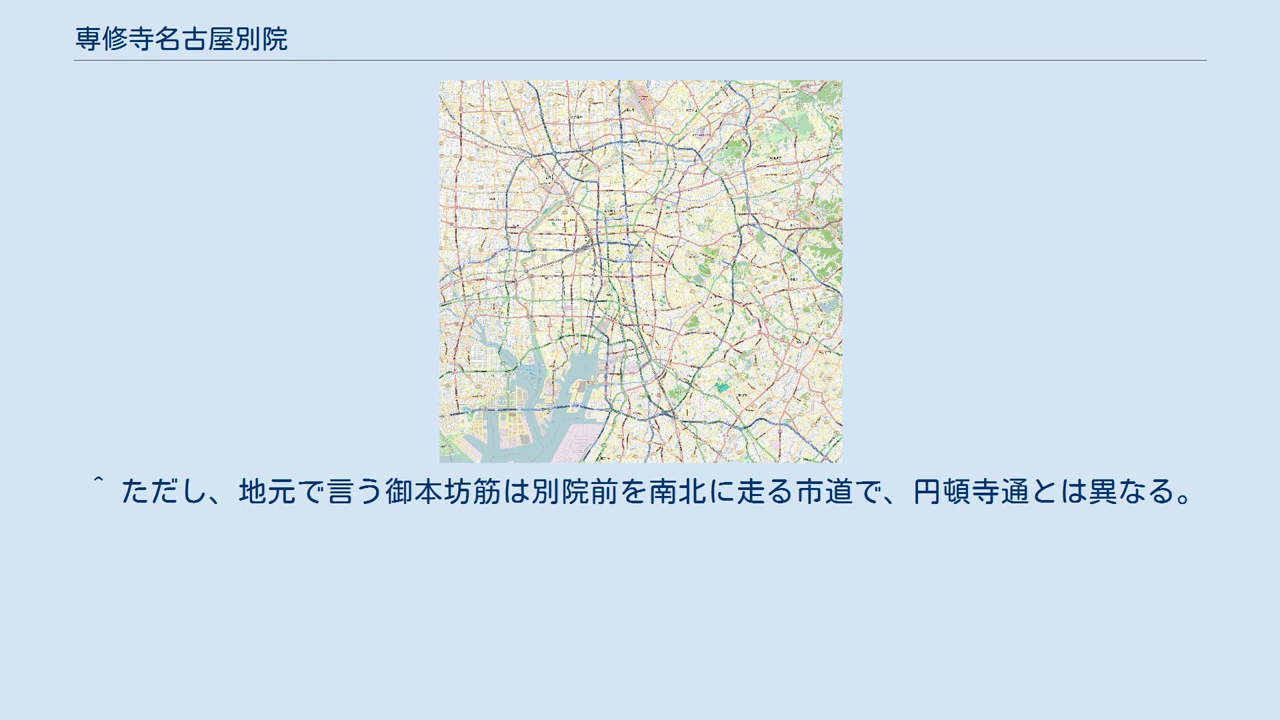 専修寺名古屋別院
^ ただし、地元で言う御本坊筋は別院前を南北に走る市道で、円頓寺通とは異なる。